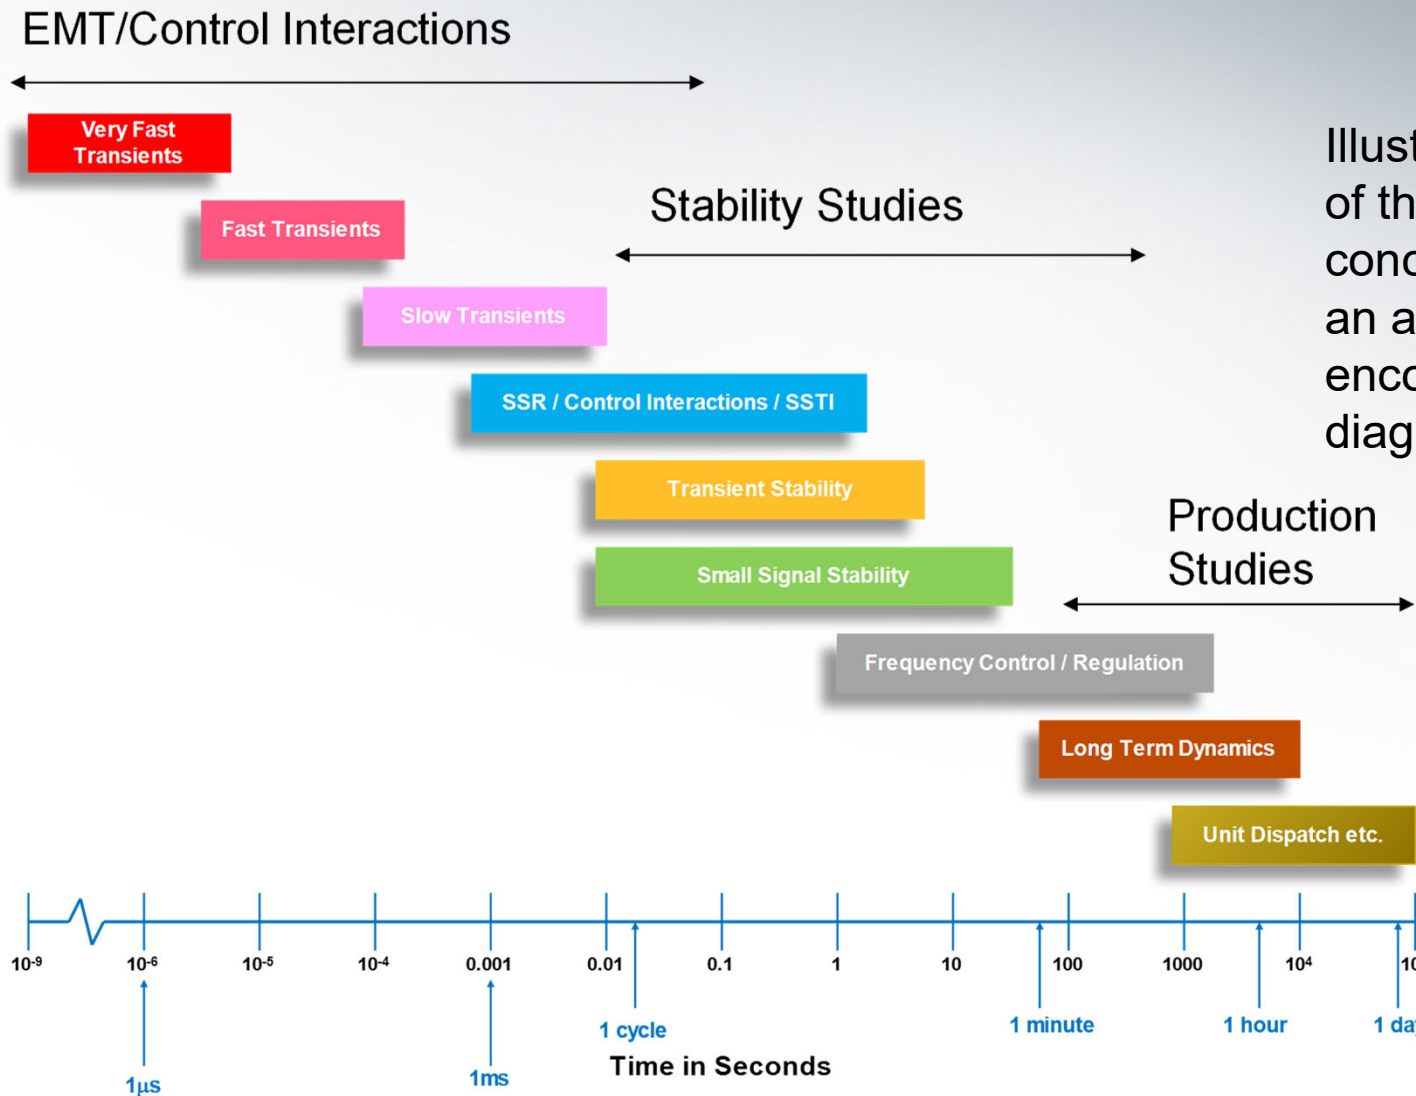 EMT/Control Interactions
Very Fast
Transients
Fast Transients
Stability Studies
Slow Transients
SSR / Control Interactions / SSTI
Transient Stability
Small Signal Stability
Production
Studies
Frequency Control / Regulation
Long Term Dynamics
Unit Dispatch etc.
10⁻⁹ 10⁻⁶ 10⁻⁵ 10⁻⁴ 0.001 0.01 0.1 1 10 100 1000 10⁴
1 cycle 1 minute 1 hour 1
Time in Seconds
1µs 1ms
of
an